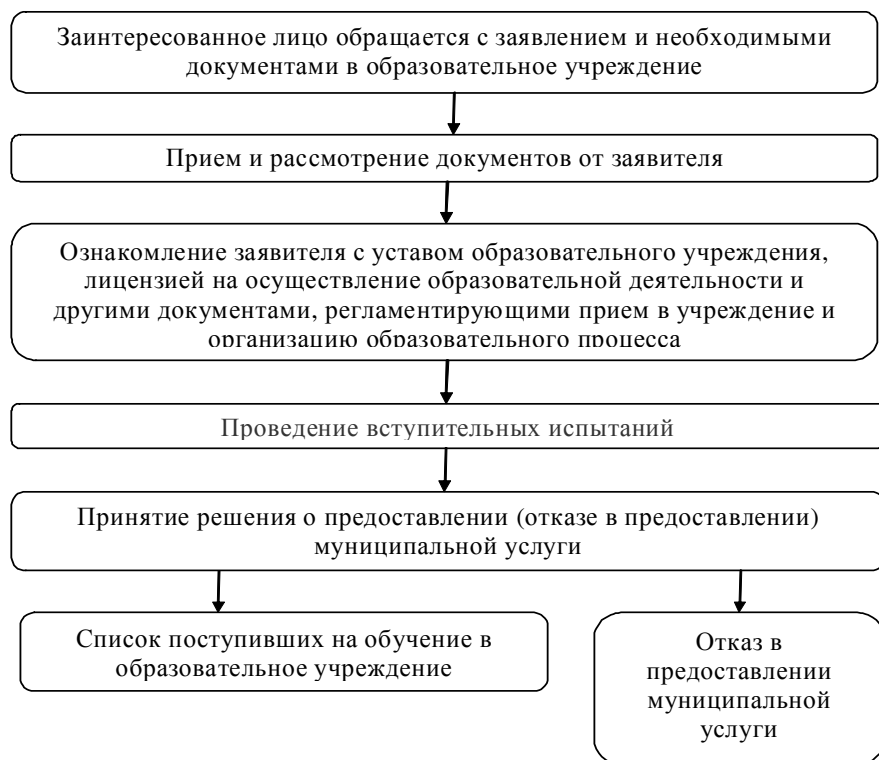 Заинтересованное лицо обращается с заявлением и необходимыми
документами в образовательное учреждение
Прием и рассмотрение документов от заявителя
Ознакомление заявителя с уставом образовательного учреждения,
лицензией на осуществление образовательной деятельности и
другими документами, регламентирующими прием в учреждение и
организацию образовательного процесса
Проведение вступительных испытаний
Принятие решения о предоставлении (отказе в предоставлении)
муниципальной услуги
Список поступивших на обучение в
образовательное учреждение
Отказ в
предоставлении
муниципальной
услуги